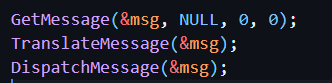 GetMessage(&msg, NULL, 0, 0);
TranslateMessage(&msg);
DispatchMessage(&msg);